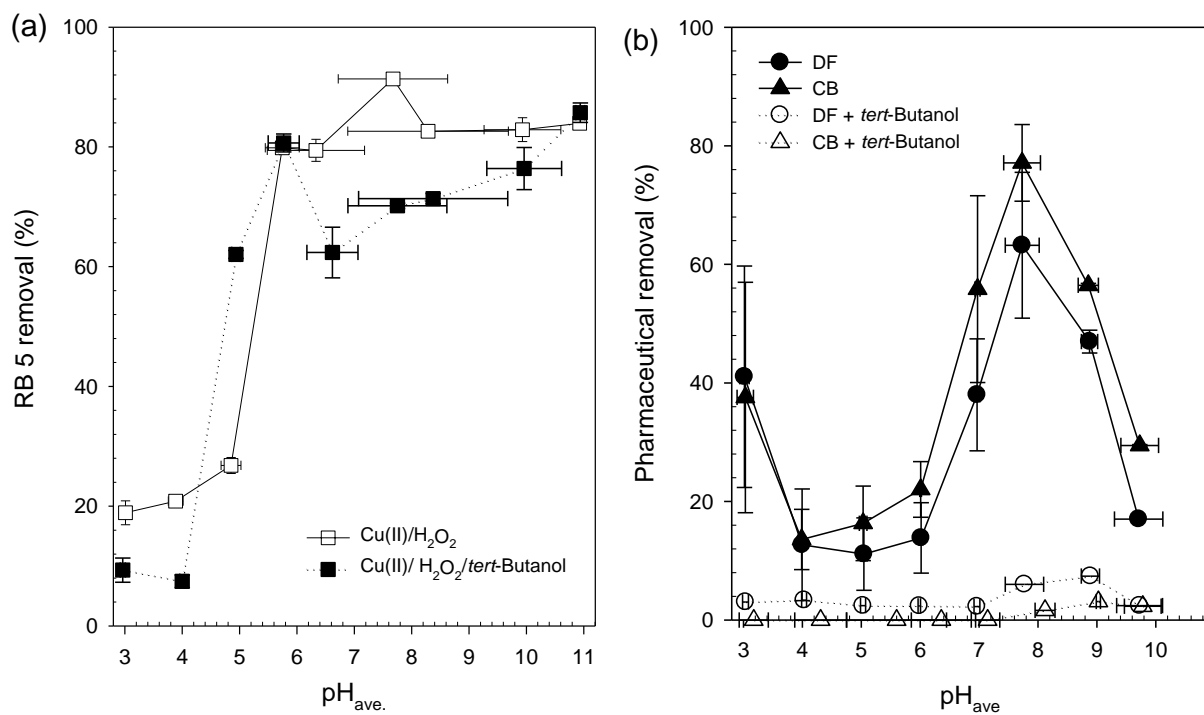 (a)
100
80
60
40
20
0
RB 5 removal (%)
Cu(II)/H₂O₂
Cu(II)/ H₂O₂/tert-Butanol
3 4 5 6 7 8 9 10 11
pHave.
(b)
100
80
60
40
20
0
Pharmaceutical removal (%)
DF
CB
DF + tert-Butanol
CB + tert-Butanol
3 4 5 6 7 8 9 10
pHave